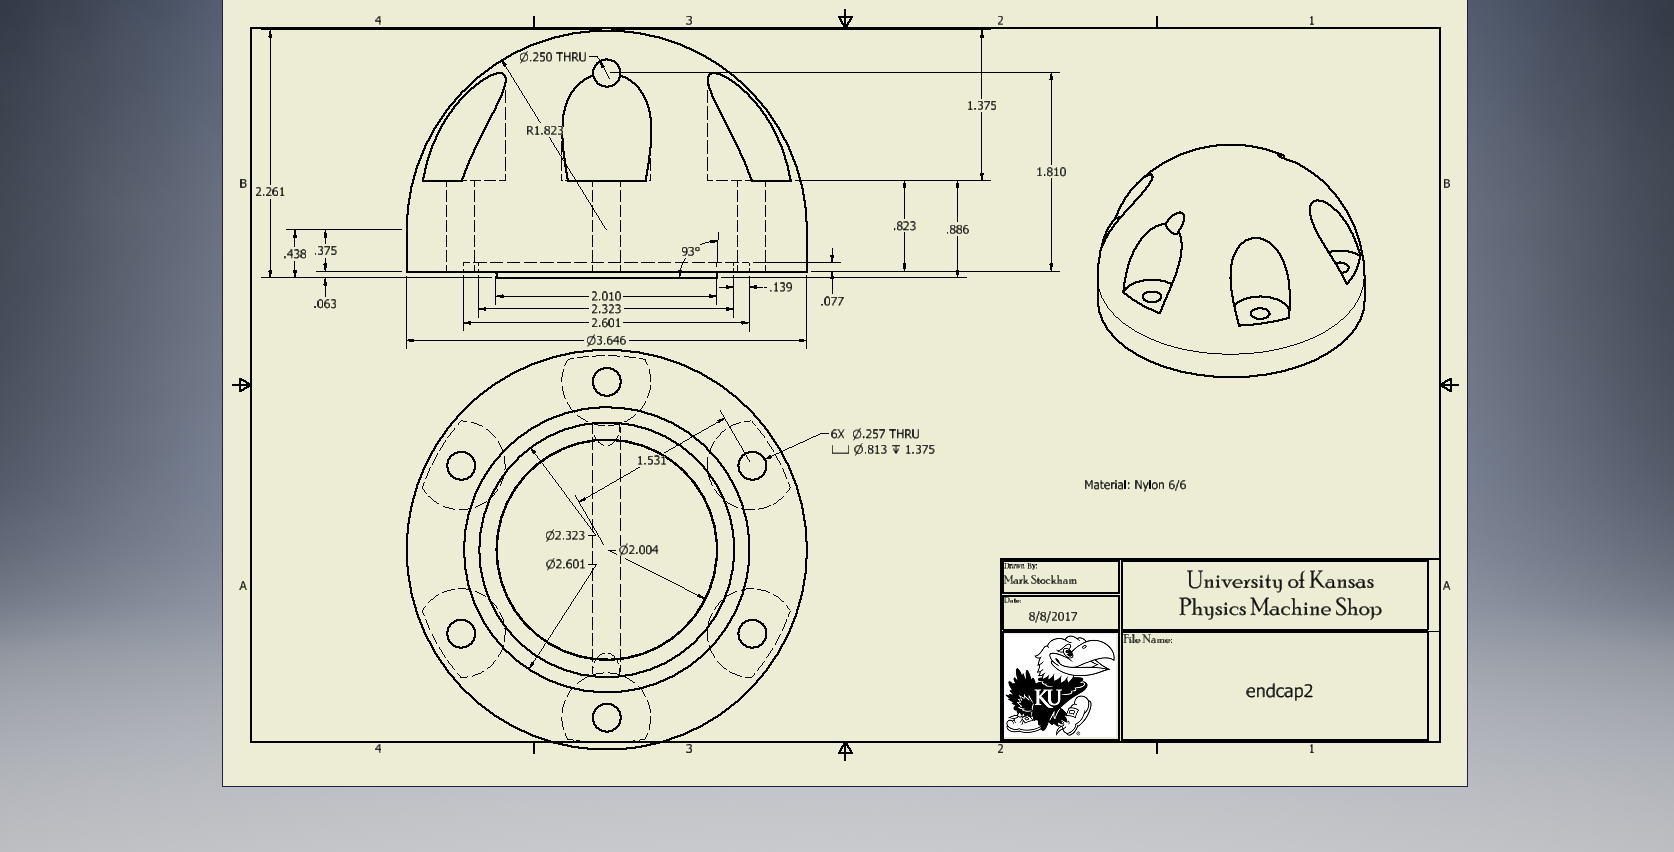 4 3 2 1
Ø.250 THRU
1.375
R1.823
1.810
B B
2.261
.823
.886
.438 .375
93°
.063
2.010
.139
.077
2.323
2.601
Ø3.646
6X Ø.257 THRU
⌴ Ø.813 ↧ 1.375
1.531
Material: Nylon 6/6
Ø2.323
Ø2.004
Ø2.601
A A
Drawn By:
Mark Stockham
Date:
8/8/2017
University of Kansas
Physics Machine Shop
File Name:
endcap2
KU
4 3 2 1